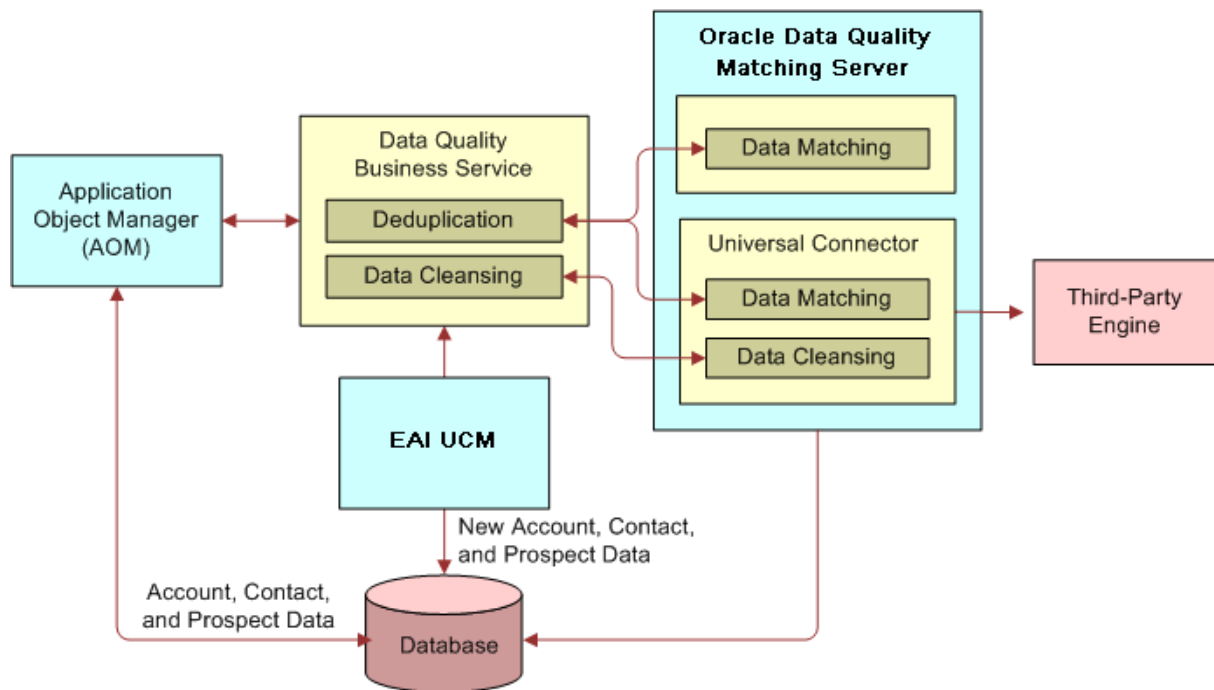 Oracle Data Quality
Matching Server
Data Matching
Data Quality
Business Service
Application
Object Manager
(AOM)
Deduplication
Data Cleansing
Universal Connector
Data Matching
Data Cleansing
Third-Party
Engine
EAI UCM
New Account, Contact,
and Prospect Data
Account, Contact,
and Prospect Data
Database